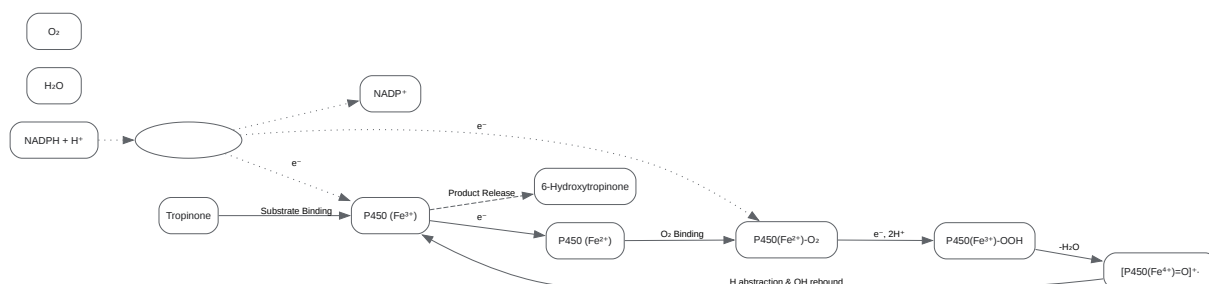 O₂
H₂O
NADPH + H⁺
NADP⁺
e⁻
e⁻
Tropinone
Substrate Binding
P450 (Fe³⁺)
Product Release
6-Hydroxytropinone
e⁻
P450 (Fe²⁺)
O₂ Binding
P450(Fe²⁺)-O₂
e⁻, 2H⁺
P450(Fe³⁺)-OOH
-H₂O
[P450(Fe⁴⁺)=O]⁺·
H abstraction & OH rebound